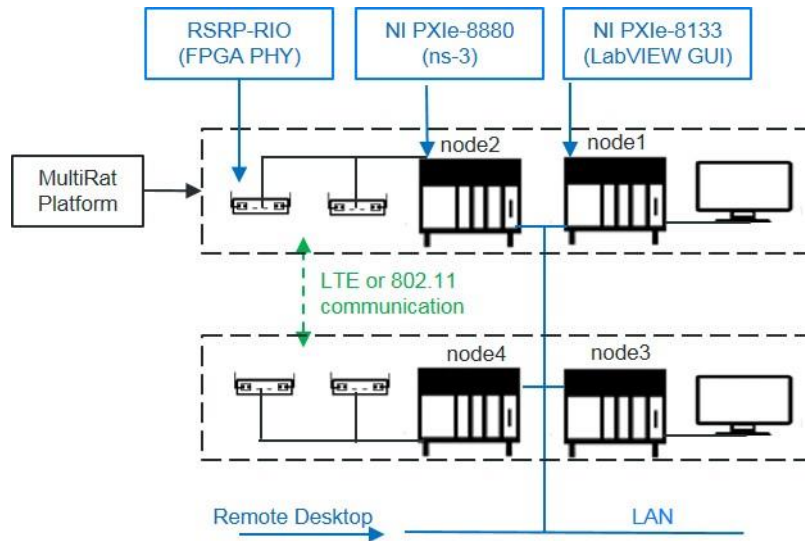 RSRP-RIO
(FPGA PHY)
NI PXIe-8880
(ns-3)
NI PXIe-8133
(LabVIEW GUI)
node2
node1
MultiRat
Platform
LTE or 802.11
communication
node4
node3
Remote Desktop
LAN